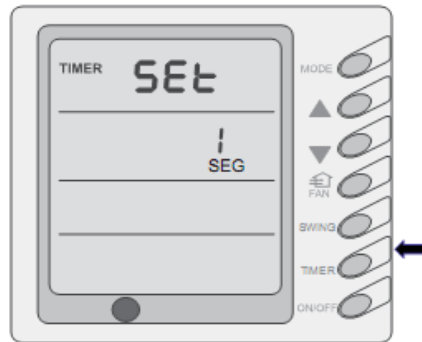 TIMER SEt
1
SEG
MODE
FAN
SWING
TIMER
ON/OFF